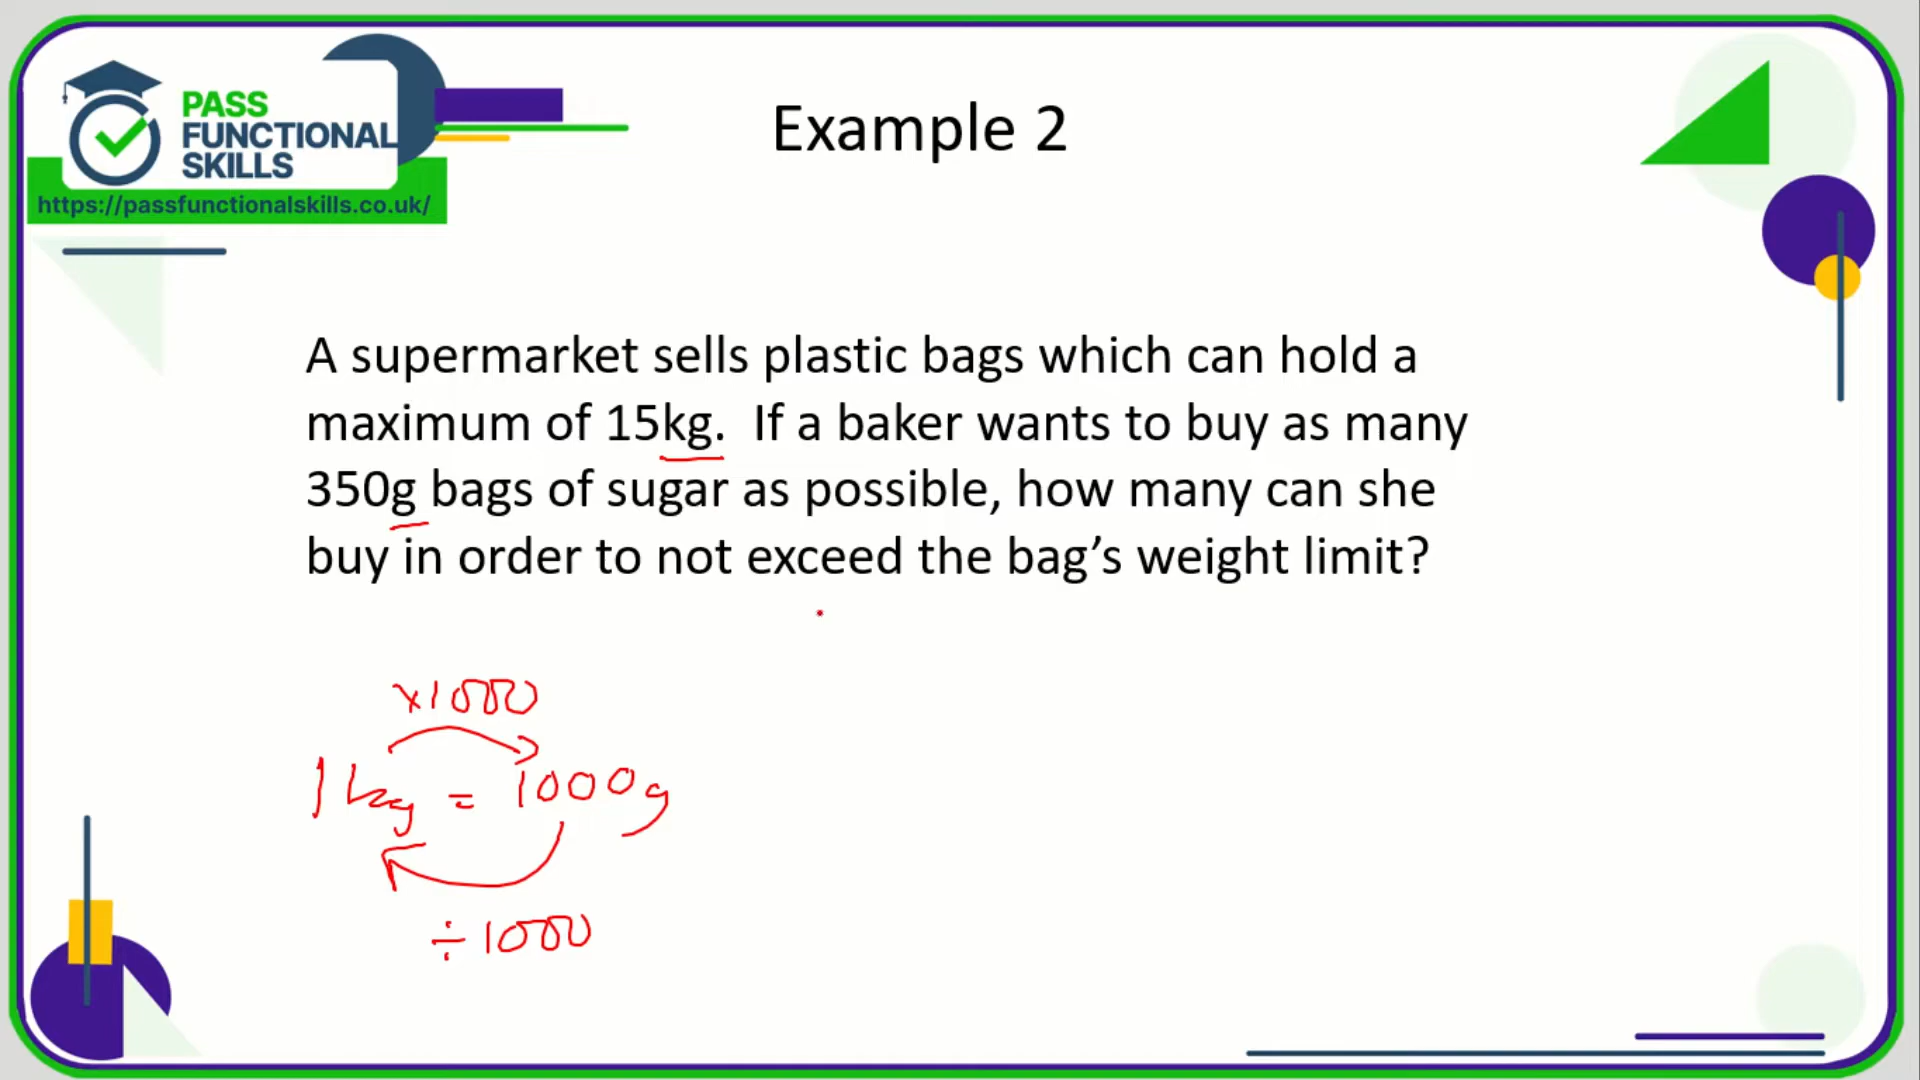 PASS
FUNCTIONAL
SKILLS
https://passfunctionalskills.co.uk/
Example 2
A supermarket sells plastic bags which can hold a
maximum of 15kg.  If a baker wants to buy as many
350g bags of sugar as possible, how many can she
buy in order to not exceed the bag’s weight limit?
×1000
1kg = 1000g
÷1000